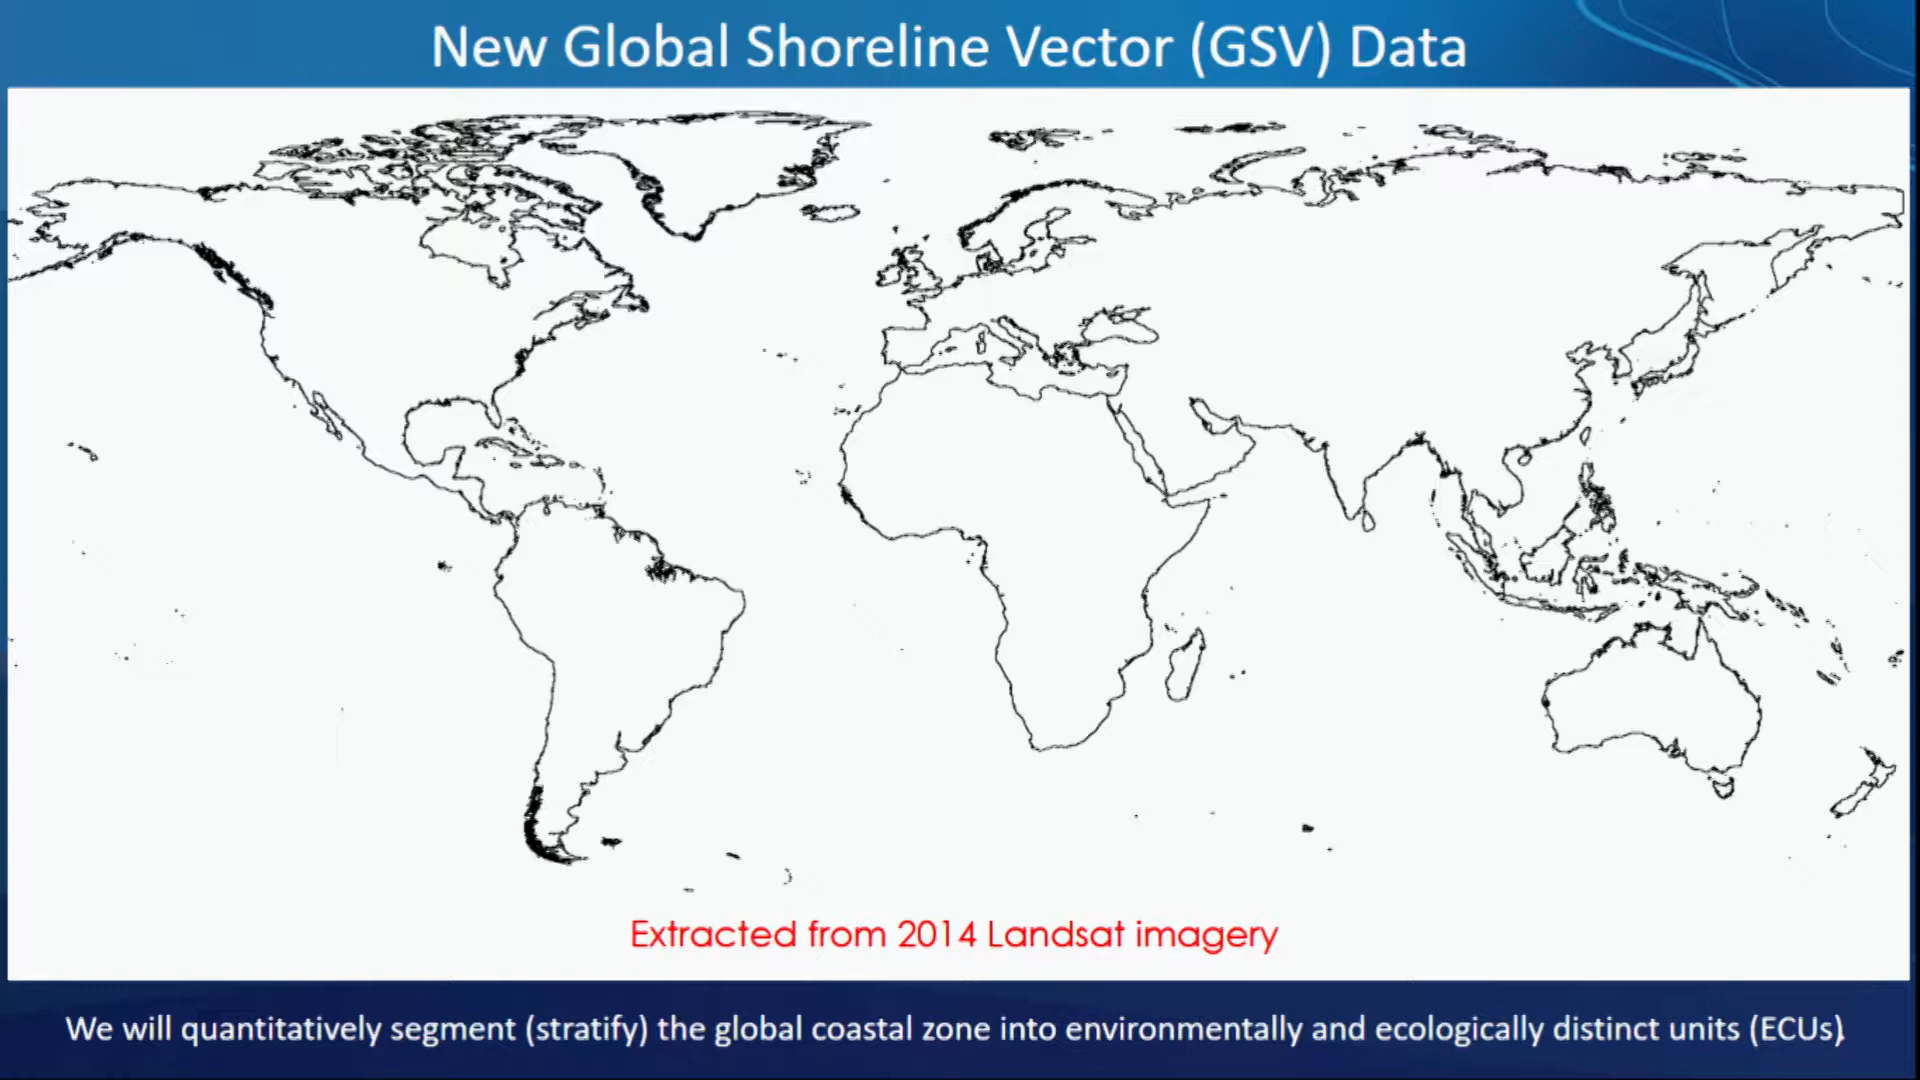 New Global Shoreline Vector (GSV) Data
Extracted from 2014 Landsat imagery
We will quantitatively segment (stratify) the global coastal zone into environmentally and ecologically distinct units (ECUs).